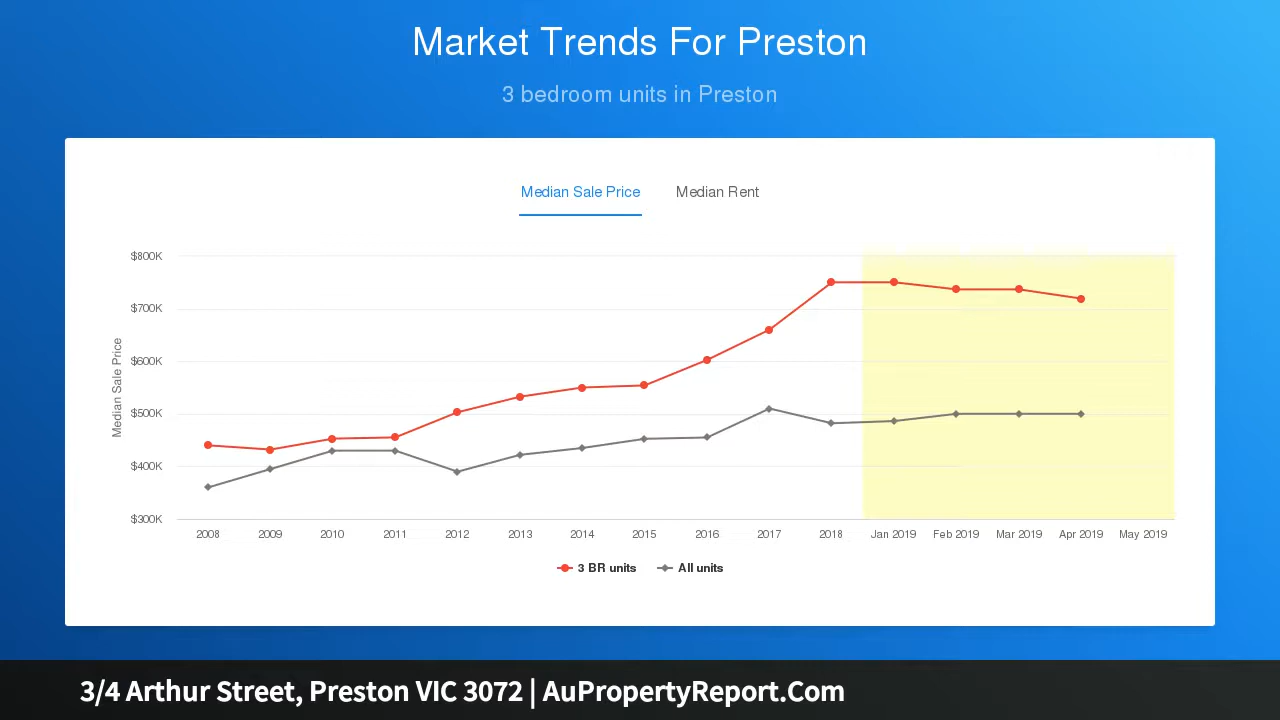 Market Trends For Preston
3 bedroom units in Preston
Median Sale Price Median Rent
Median Sale Price
$800K
$700K
$600K
$500K
$400K
$300K
2008 2009 2010 2011 2012 2013 2014 2015 2016 2017 2018 Jan 2019 Feb 2019 Mar 2019 Apr 2019 May 2019
3 BR units All units
3/4 Arthur Street, Preston VIC 3072 | AuPropertyReport.Com